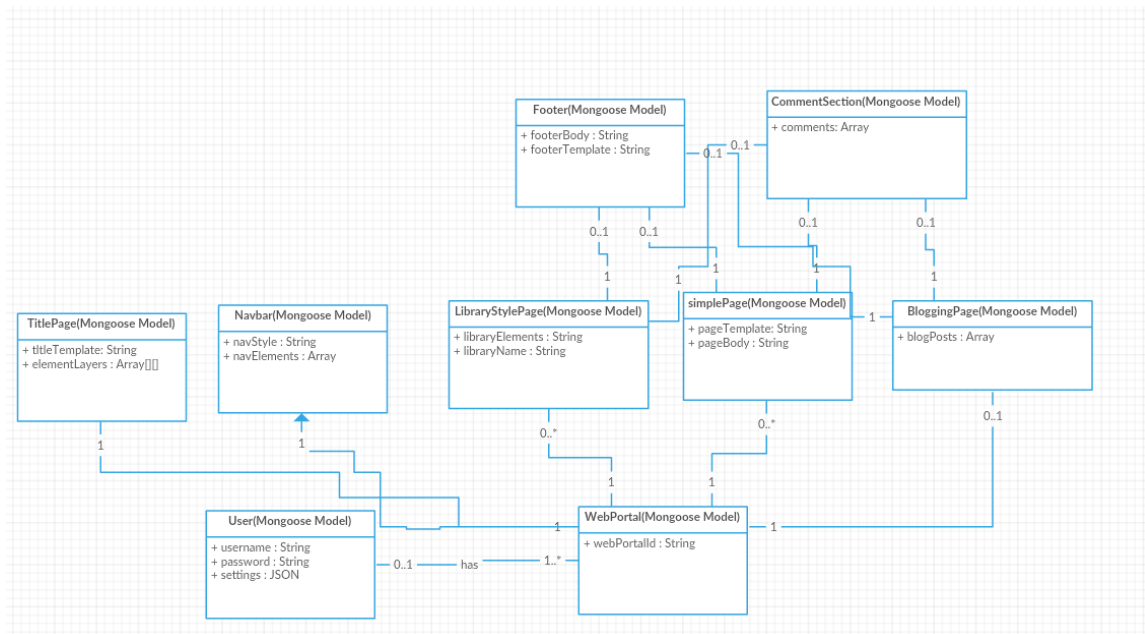 Footer(Mongoose Model)
+ footerBody : String
+ footerTemplate : String
CommentSection(Mongoose Model)
+ comments: Array
0..1
0..1
0..1
0..1
0..1
0..1
1
1
1
1
1
1
TitlePage(Mongoose Model)
+ titleTemplate: String
+ elementLayers : Array[][]
Navbar(Mongoose Model)
+ navStyle : String
+ navElements : Array
LibraryStylePage(Mongoose Model)
+ libraryElements : String
+ libraryName : String
simplePage(Mongoose Model)
+ pageTemplate: String
+ pageBody : String
BloggingPage(Mongoose Model)
+ blogPosts : Array
1
1
0..*
0..*
0..1
1
1
User(Mongoose Model)
+ username : String
+ password : String
+ settings : JSON
WebPortal(Mongoose Model)
+ webPortalId : String
1
1
0..1
has
1..*